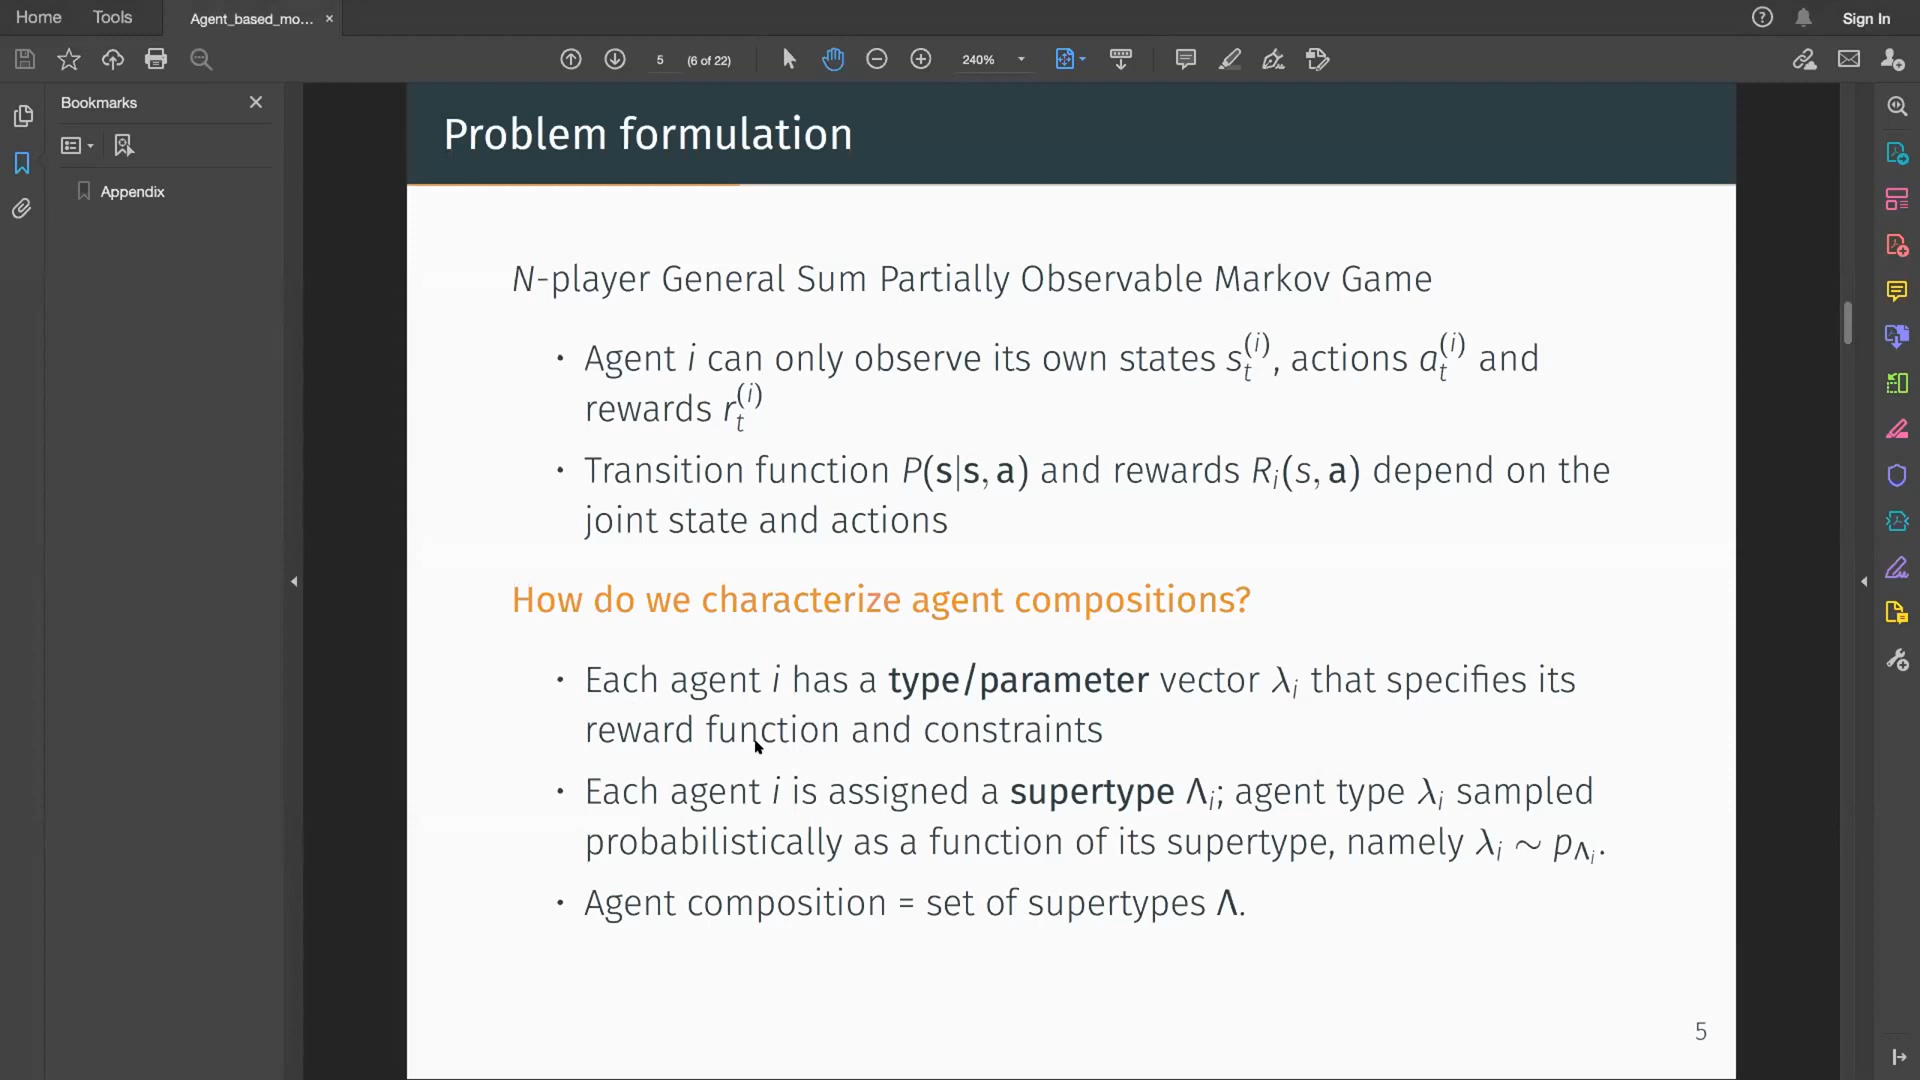 Home Tools Agent_based_mo... × Sign In
5 (6 of 22) 240%
Bookmarks
Appendix
Problem formulation
N-player General Sum Partially Observable Markov Game
· Agent i can only observe its own states s_t^(i), actions a_t^(i) and
rewards r_t^(i)
· Transition function P(s|s, a) and rewards R_i(s, a) depend on the
joint state and actions
How do we characterize agent compositions?
· Each agent i has a type/parameter vector λ_i that specifies its
reward function and constraints
· Each agent i is assigned a supertype Λ_i; agent type λ_i sampled
probabilistically as a function of its supertype, namely λ_i ∼ p_Λ_i.
· Agent composition = set of supertypes Λ.
5